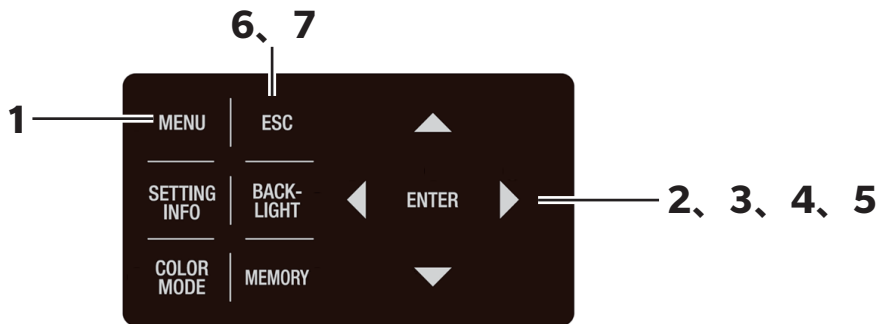 6、7
1
MENU
ESC
SETTING
INFO
BACK-
LIGHT
ENTER
2、3、4、5
COLOR
MODE
MEMORY